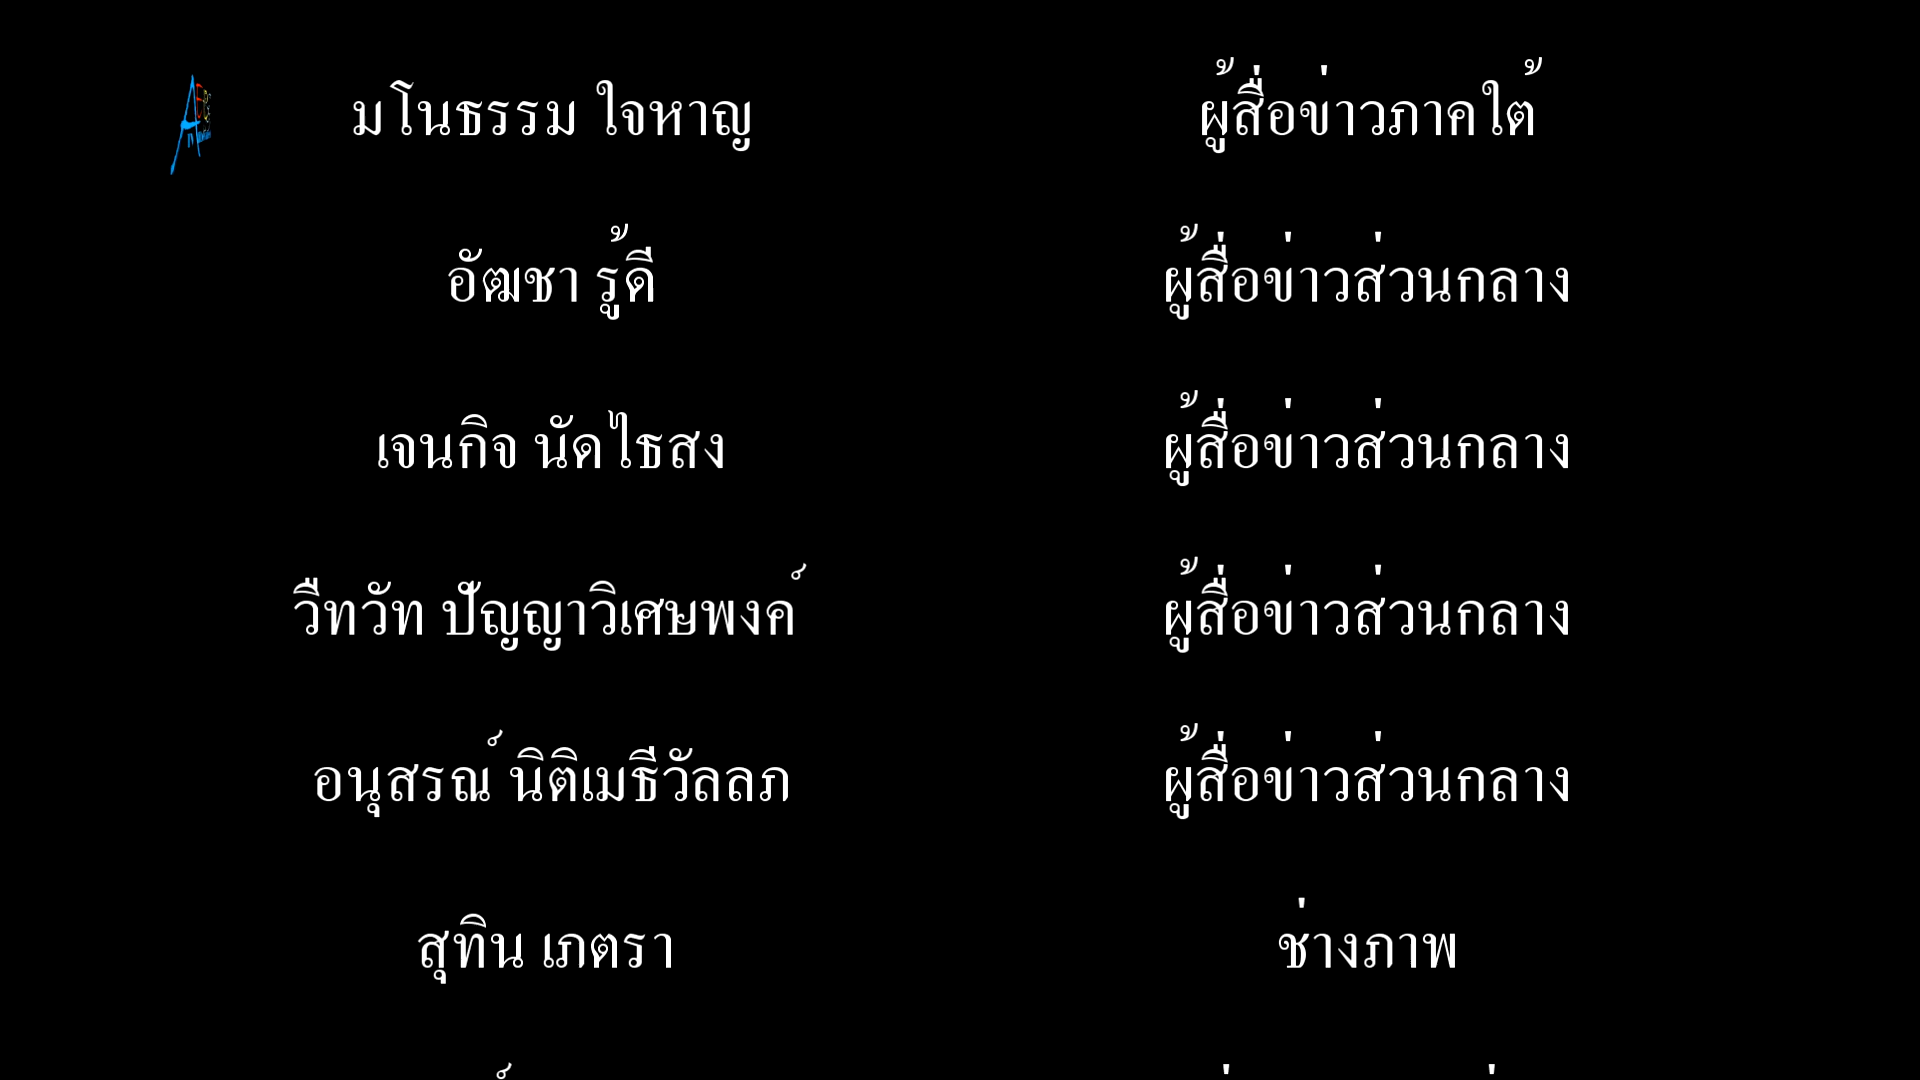 มโนธรรม ใจหาญ ผู้สื่อข่าวภาคใต้
อัฒชา รู้ดี ผู้สื่อข่าวส่วนกลาง
เจนกิจ นัดไธสง ผู้สื่อข่าวส่วนกลาง
วืทวัท ปัญญาวิเศษพงค์ ผู้สื่อข่าวส่วนกลาง
อนุสรณ์ นิติเมธีวัลลภ ผู้สื่อข่าวส่วนกลาง
สุทิน เภตรา ช่างภาพ